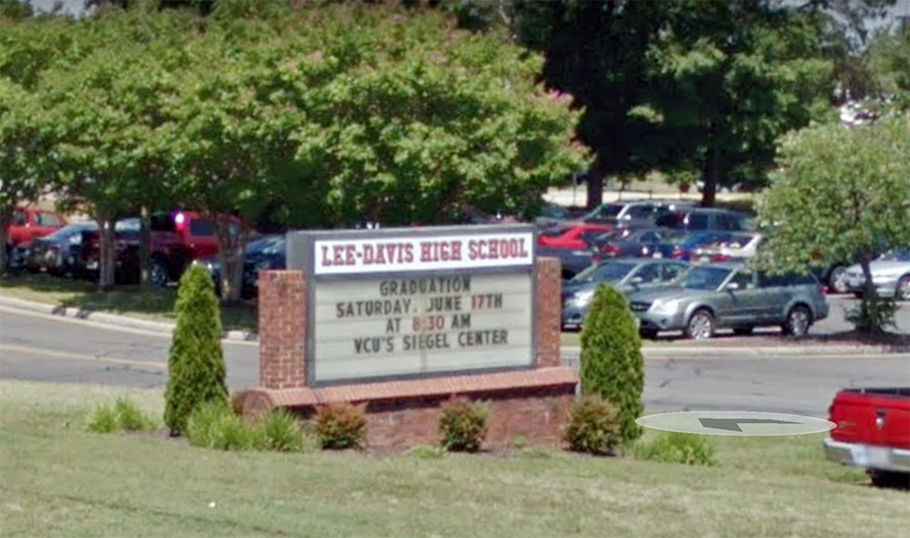 LEE-DAVIS HIGH SCHOOL
GRADUATION
SATURDAY, JUNE 17TH
AT 8:30 AM
VCU'S SIEGEL CENTER